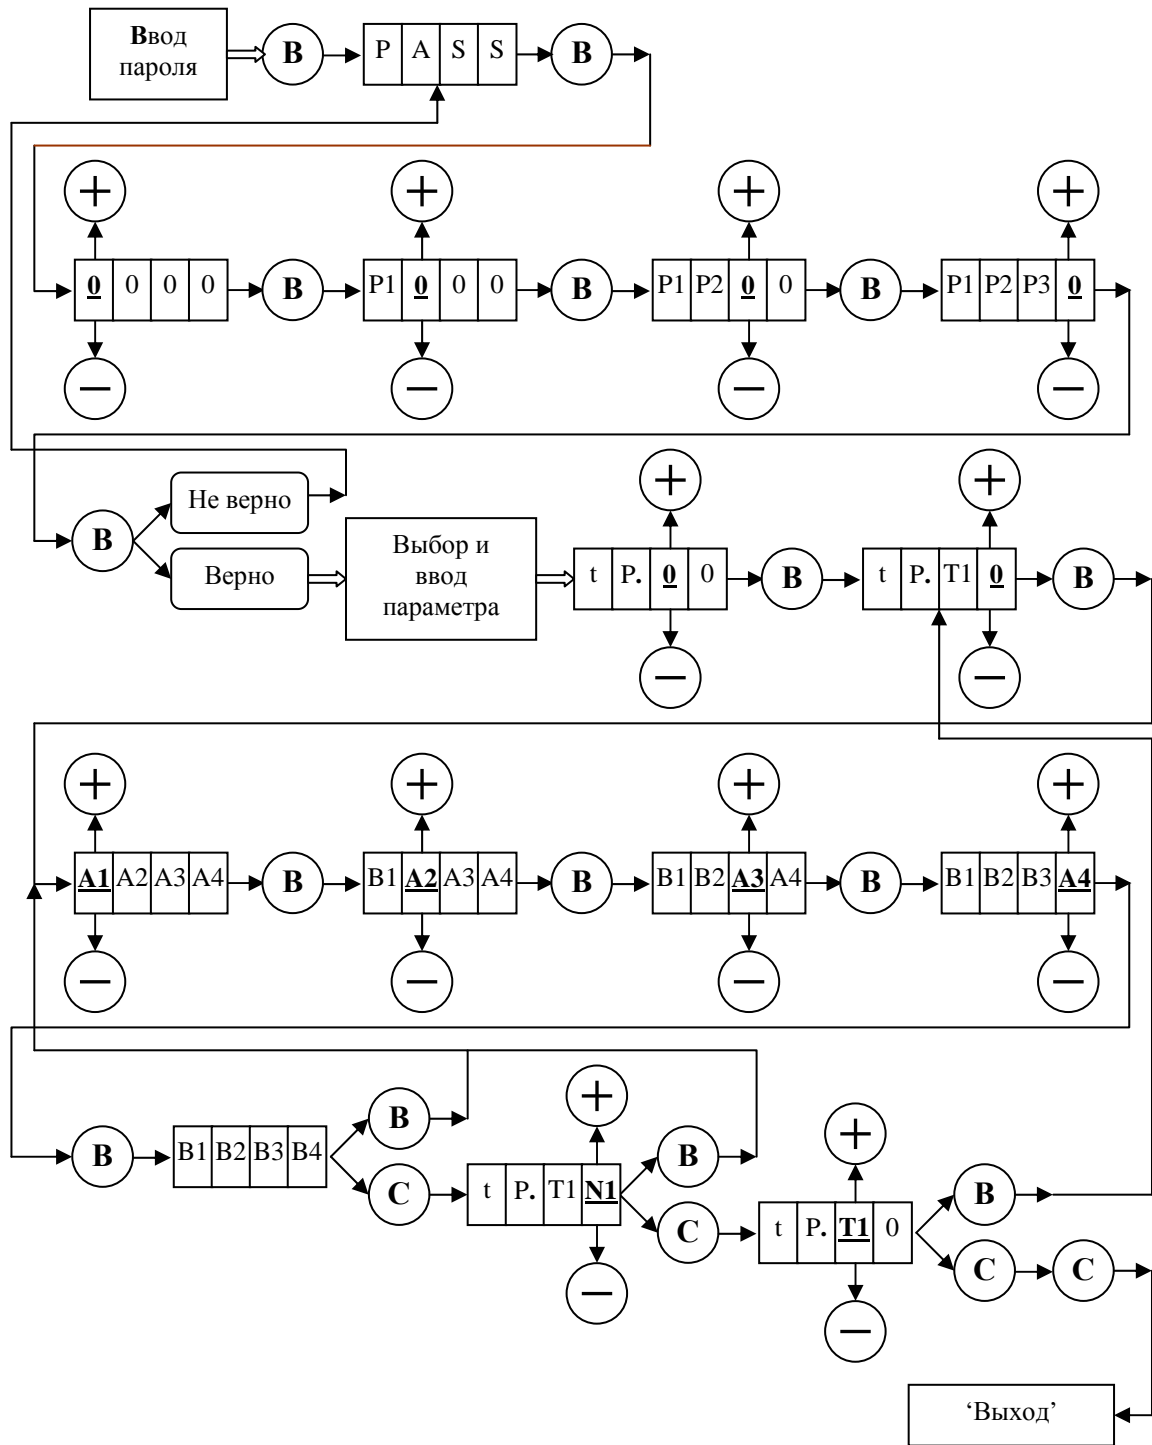 Ввод
пароля
В
P A S S
В
+ + + +
0 0 0 0
В
P1 0 0 0
В
P1 P2 0 0
В
P1 P2 P3 0
− − − −
Не верно
В
Верно
Выбор и
ввод
параметра
+ +
t P. 0 0
В
t P. T1 0
В
− −
+ + + +
A1 A2 A3 A4
В
B1 A2 A3 A4
В
B1 B2 A3 A4
В
B1 B2 B3 A4
− − − −
В
B1 B2 B3 B4
В
С
+
t P. T1 N1
−
В
С
+
t P. T1 0
−
В
С
С
‘Выход’